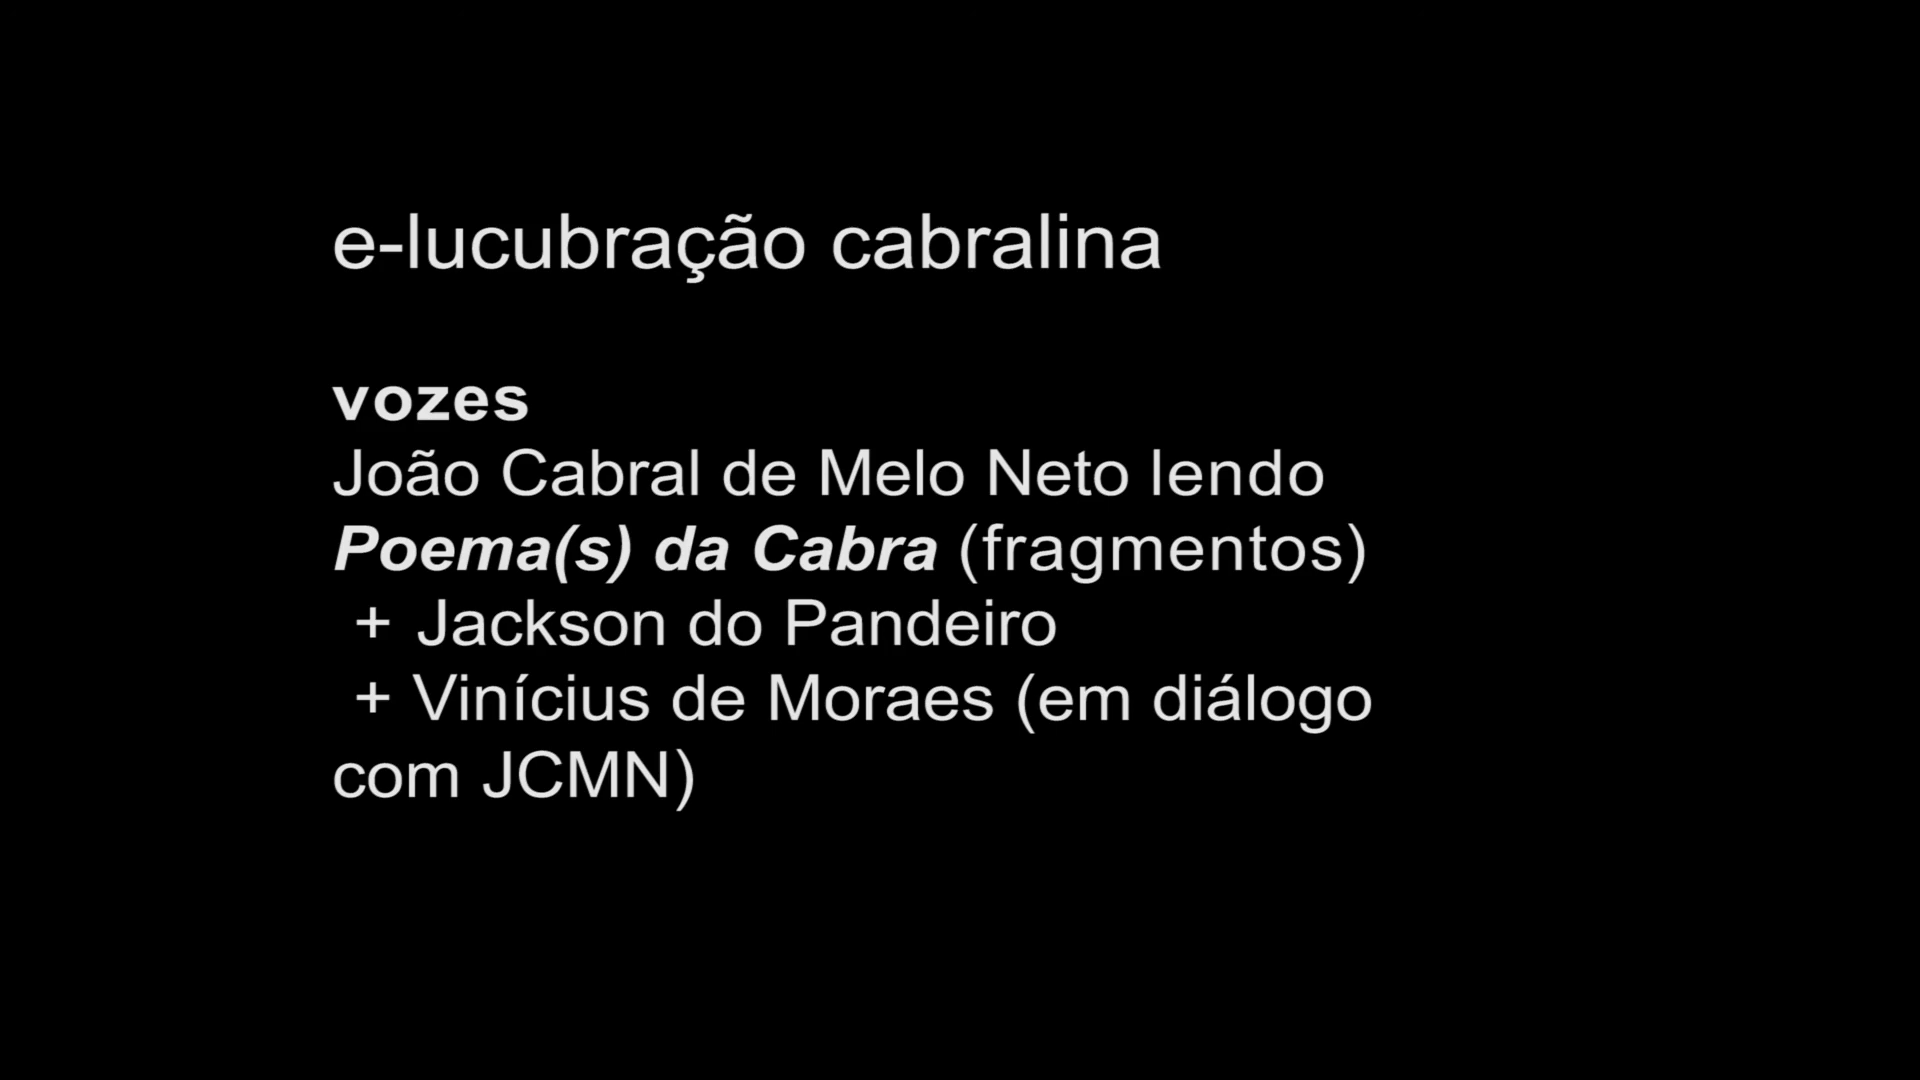 e-lucubração cabralina
vozes
João Cabral de Melo Neto lendo
Poema(s) da Cabra (fragmentos)
+ Jackson do Pandeiro
+ Vinícius de Moraes (em diálogo
com JCMN)